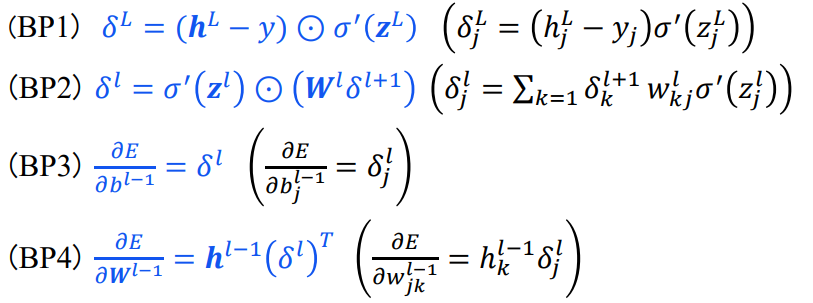 (BP1) δ^L = (h^L − y) ⊙ σ′(z^L) (δ_j^L = (h_j^L − y_j)σ′(z_j^L))
(BP2) δ^l = σ′(z^l) ⊙ (W^l δ^{l+1}) (δ_j^l = ∑_{k=1} δ_k^{l+1} w_{kj}^l σ′(z_j^l))
(BP3) ∂E/∂b^{l−1} = δ^l (∂E/∂b_j^{l−1} = δ_j^l)
(BP4) ∂E/∂W^{l−1} = h^{l−1}(δ^l)^T (∂E/∂w_{jk}^{l−1} = h_k^{l−1} δ_j^l)